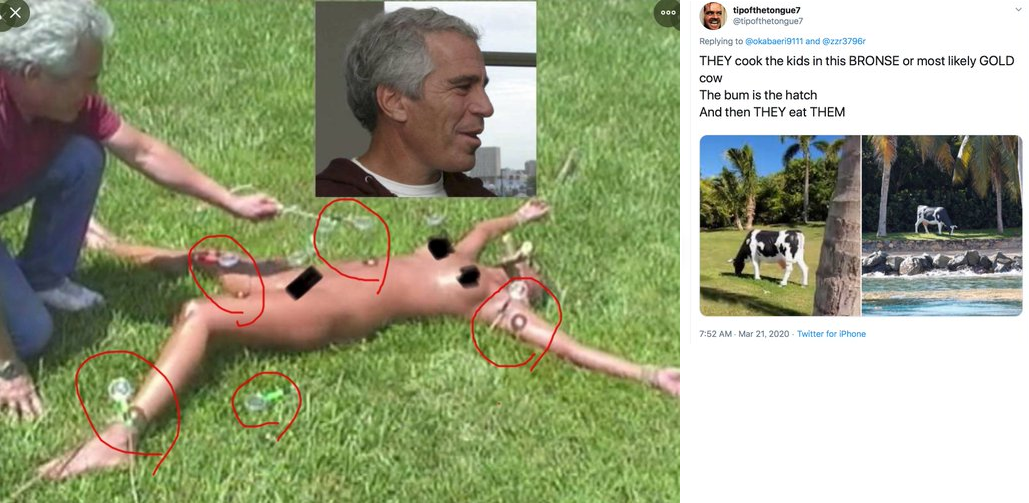 tipofthetongue7
@tipofthetongue7
Replying to @okabaeri9111 and @zzr3796r
THEY cook the kids in this BRONSE or most likely GOLD
cow
The bum is the hatch
And then THEY eat THEM
7:52 AM · Mar 21, 2020 · Twitter for iPhone